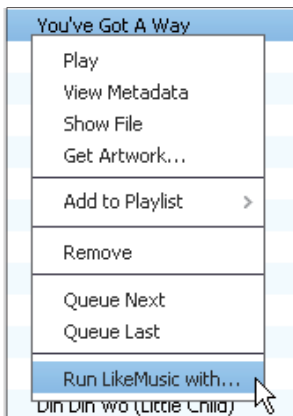 You've Got A Way
Play
View Metadata
Show File
Get Artwork...
Add to Playlist >
Remove
Queue Next
Queue Last
Run LikeMusic with...
Din Din Wo (Little Child)